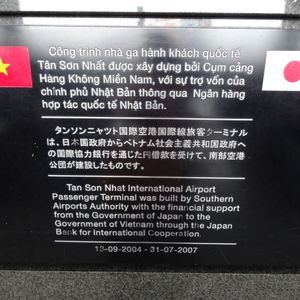 Công trình nhà ga hành khách quốc tế
Tân Sơn Nhất được xây dựng bởi Cụm cảng
Hàng Không Miền Nam, với sự trợ vốn của
chính phủ Nhật Bản thông qua Ngân hàng
hợp tác quốc tế Nhật Bản.
タンソンニャット国際空港国際線旅客ターミナル
は、日本国政府からベトナム社会主義共和国政府へ
の国際協力銀行を通じた円借款を受けて、南部空港
公団が建設したものです。
Tan Son Nhat International Airport
Passenger Terminal was built by Southern
Airports Authority with the financial support
from the Government of Japan to the
Government of Vietnam through the Japan
Bank for International Cooperation.
13-09-2004 - 31-07-2007